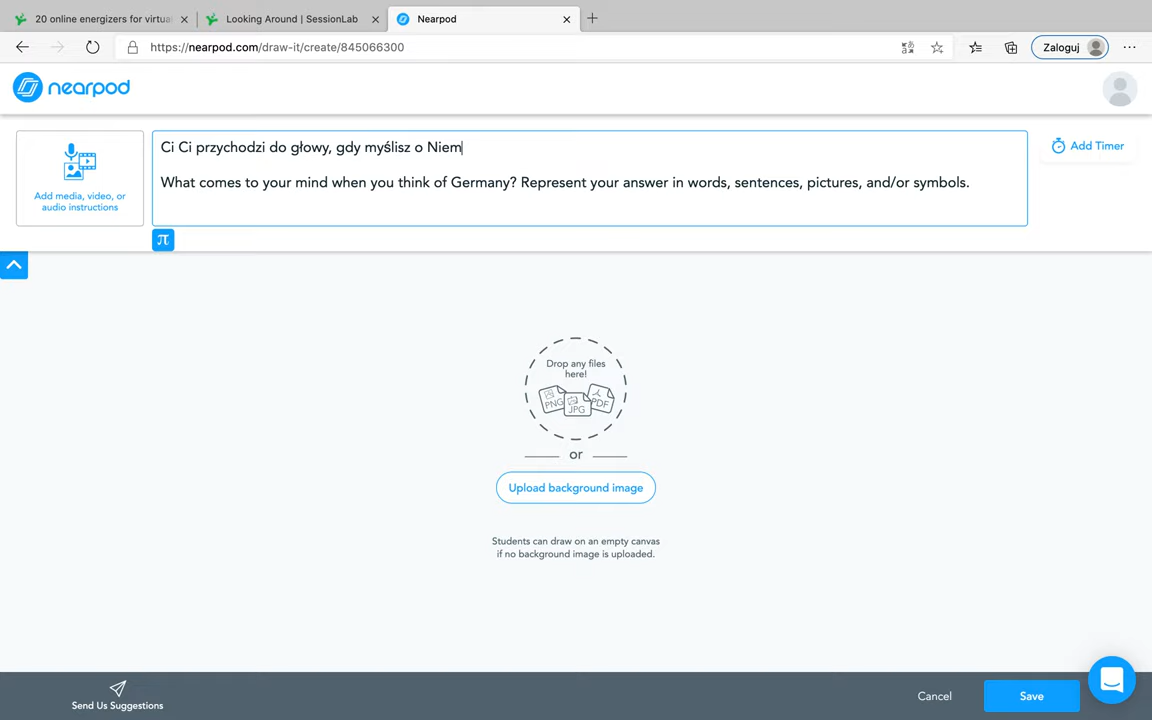 20 online energizers for virtua
Looking Around | SessionLab
Nearpod
https://nearpod.com/draw-it/create/845066300
Zaloguj
nearpod
Add media, video, or
audio instructions
Ci Ci przychodzi do głowy, gdy myślisz o Niem
What comes to your mind when you think of Germany? Represent your answer in words, sentences, pictures, and/or symbols.
Add Timer
π
Drop any files
here!
PNG
JPG
PDF
or
Upload background image
Students can draw on an empty canvas
if no background image is uploaded.
Send Us Suggestions
Cancel
Save